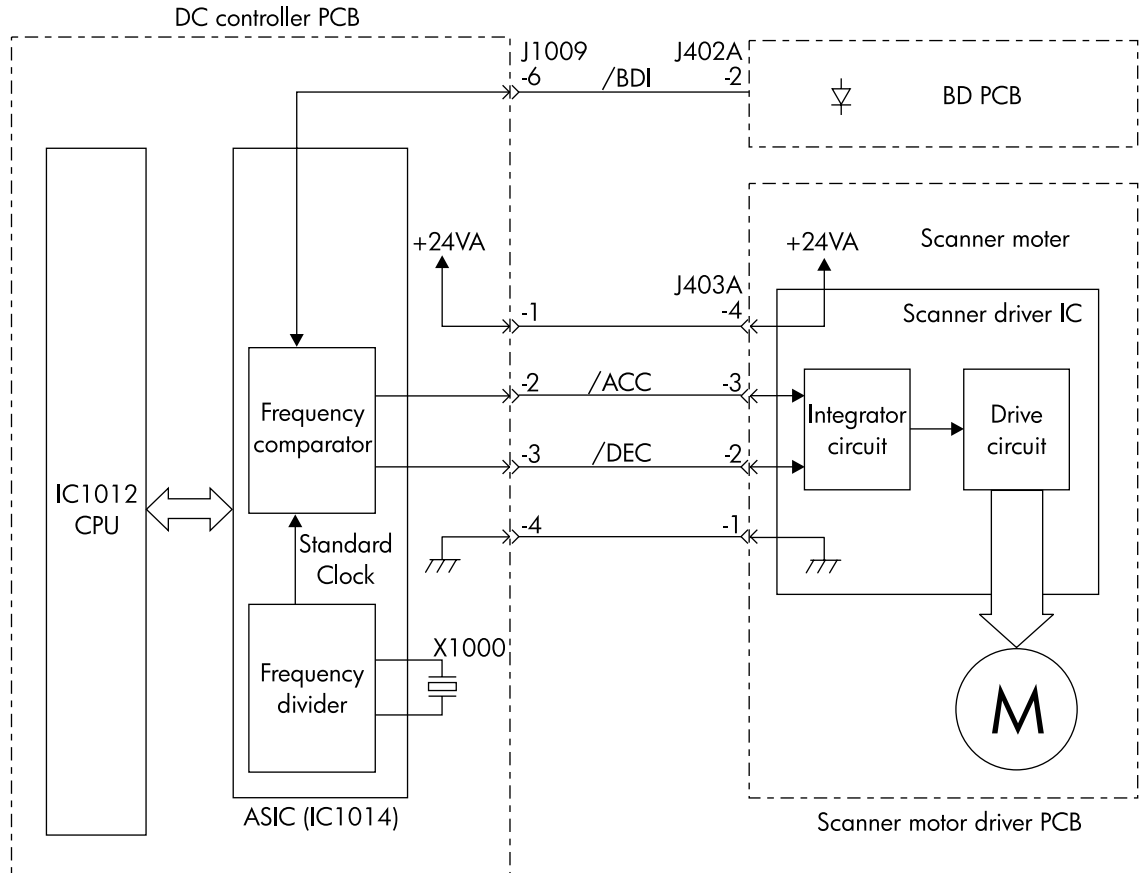 DC controller PCB
J1009
J402A
-6
/BDI
-2
BD PCB
+24VA
+24VA
Scanner moter
J403A
-1
-4
Scanner driver IC
-2
/ACC
-3
Frequency
comparator
Integrator
circuit
Drive
circuit
-3
/DEC
-2
IC1012
CPU
-4
-1
Standard
Clock
X1000
Frequency
divider
M
ASIC (IC1014)
Scanner motor driver PCB